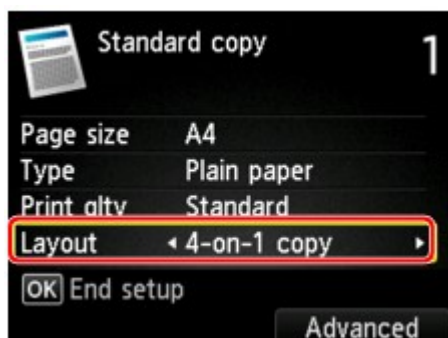 Standard copy 1
Page size A4
Type Plain paper
Print qlty Standard
Layout 4-on-1 copy
OK End setup
Advanced